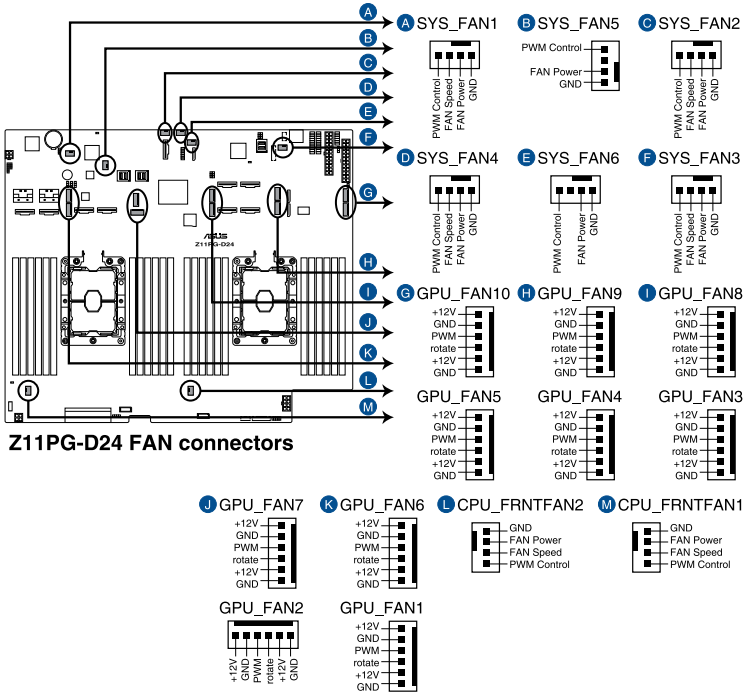 A
B
C
D
E
F
G
H
I
J
K
L
M
ASUS
Z11PG-D24
Z11PG-D24 FAN connectors
A SYS_FAN1
PWM Control
FAN Speed
FAN Power
GND
B SYS_FAN5
PWM Control
FAN Power
GND
C SYS_FAN2
PWM Control
FAN Speed
FAN Power
GND
D SYS_FAN4
PWM Control
FAN Speed
FAN Power
GND
E SYS_FAN6
PWM Control
FAN Power
GND
F SYS_FAN3
PWM Control
FAN Speed
FAN Power
GND
G GPU_FAN10
+12V
GND
PWM
rotate
+12V
GND
H GPU_FAN9
+12V
GND
PWM
rotate
+12V
GND
I GPU_FAN8
+12V
GND
PWM
rotate
+12V
GND
GPU_FAN5
+12V
GND
PWM
rotate
+12V
GND
GPU_FAN4
+12V
GND
PWM
rotate
+12V
GND
GPU_FAN3
+12V
GND
PWM
rotate
+12V
GND
J GPU_FAN7
+12V
GND
PWM
rotate
+12V
GND
K GPU_FAN6
+12V
GND
PWM
rotate
+12V
GND
L CPU_FRNTFAN2
GND
FAN Power
FAN Speed
PWM Control
M CPU_FRNTFAN1
GND
FAN Power
FAN Speed
PWM Control
GPU_FAN2
+12V
GND
PWM
rotate
+12V
GND
GPU_FAN1
+12V
GND
PWM
rotate
+12V
GND